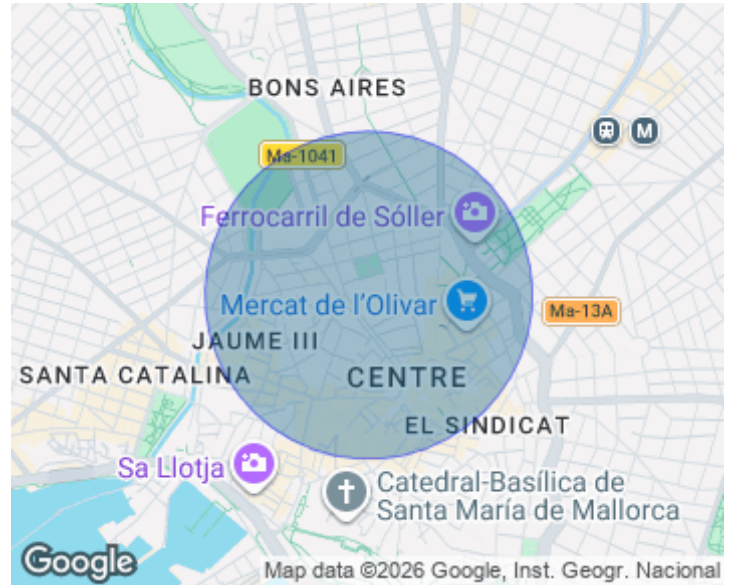 BONS AIRES
Ma-1041
M
Ferrocarril de Sóller
Mercat de l'Olivar
Ma-13A
JAUME III
SANTA CATALINA
CENTRE
EL SINDICAT
Sa Llotja
Catedral-Basílica de
Santa María de Mallorca
Google
Map data ©2026 Google, Inst. Geogr. Nacional